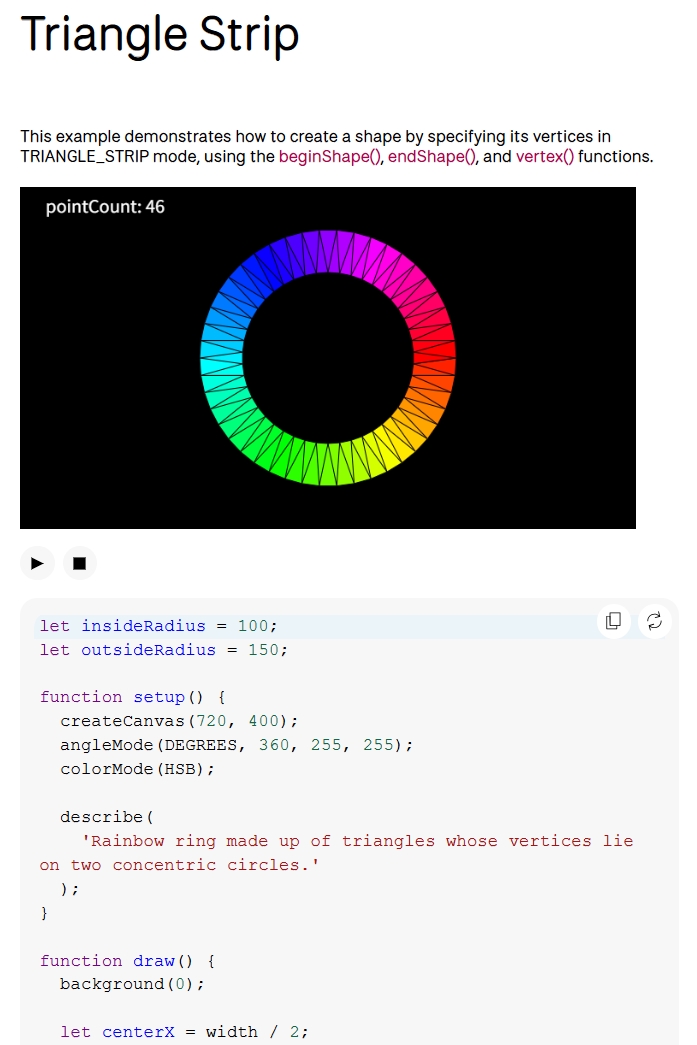 Triangle Strip
This example demonstrates how to create a shape by specifying its vertices in
TRIANGLE_STRIP mode, using the beginShape(), endShape(), and vertex() functions.
pointCount: 46
let insideRadius = 100;
let outsideRadius = 150;
function setup() {
  createCanvas(720, 400);
  angleMode(DEGREES, 360, 255, 255);
  colorMode(HSB);
  describe(
    'Rainbow ring made up of triangles whose vertices lie
on two concentric circles.'
  );
}
function draw() {
  background(0);
  let centerX = width / 2;